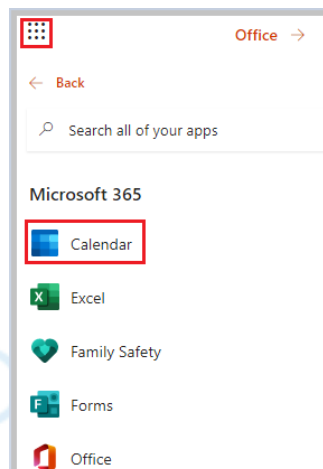 Office →
← Back
Search all of your apps
Microsoft 365
Calendar
Excel
Family Safety
Forms
Office